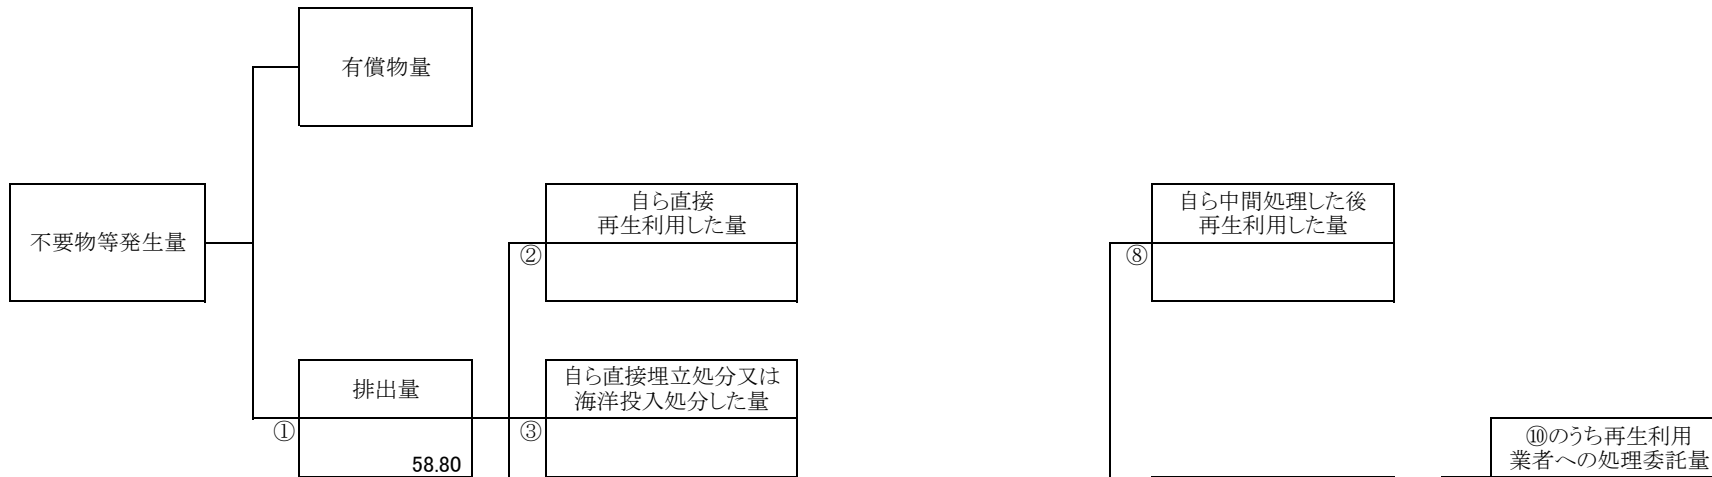 有償物量
不要物等発生量
自ら直接
再生利用した量
②
自ら中間処理した後
再生利用した量
⑧
排出量
①
58.80
自ら直接埋立処分又は
海洋投入処分した量
③
⑩のうち再生利用
業者への処理委託量